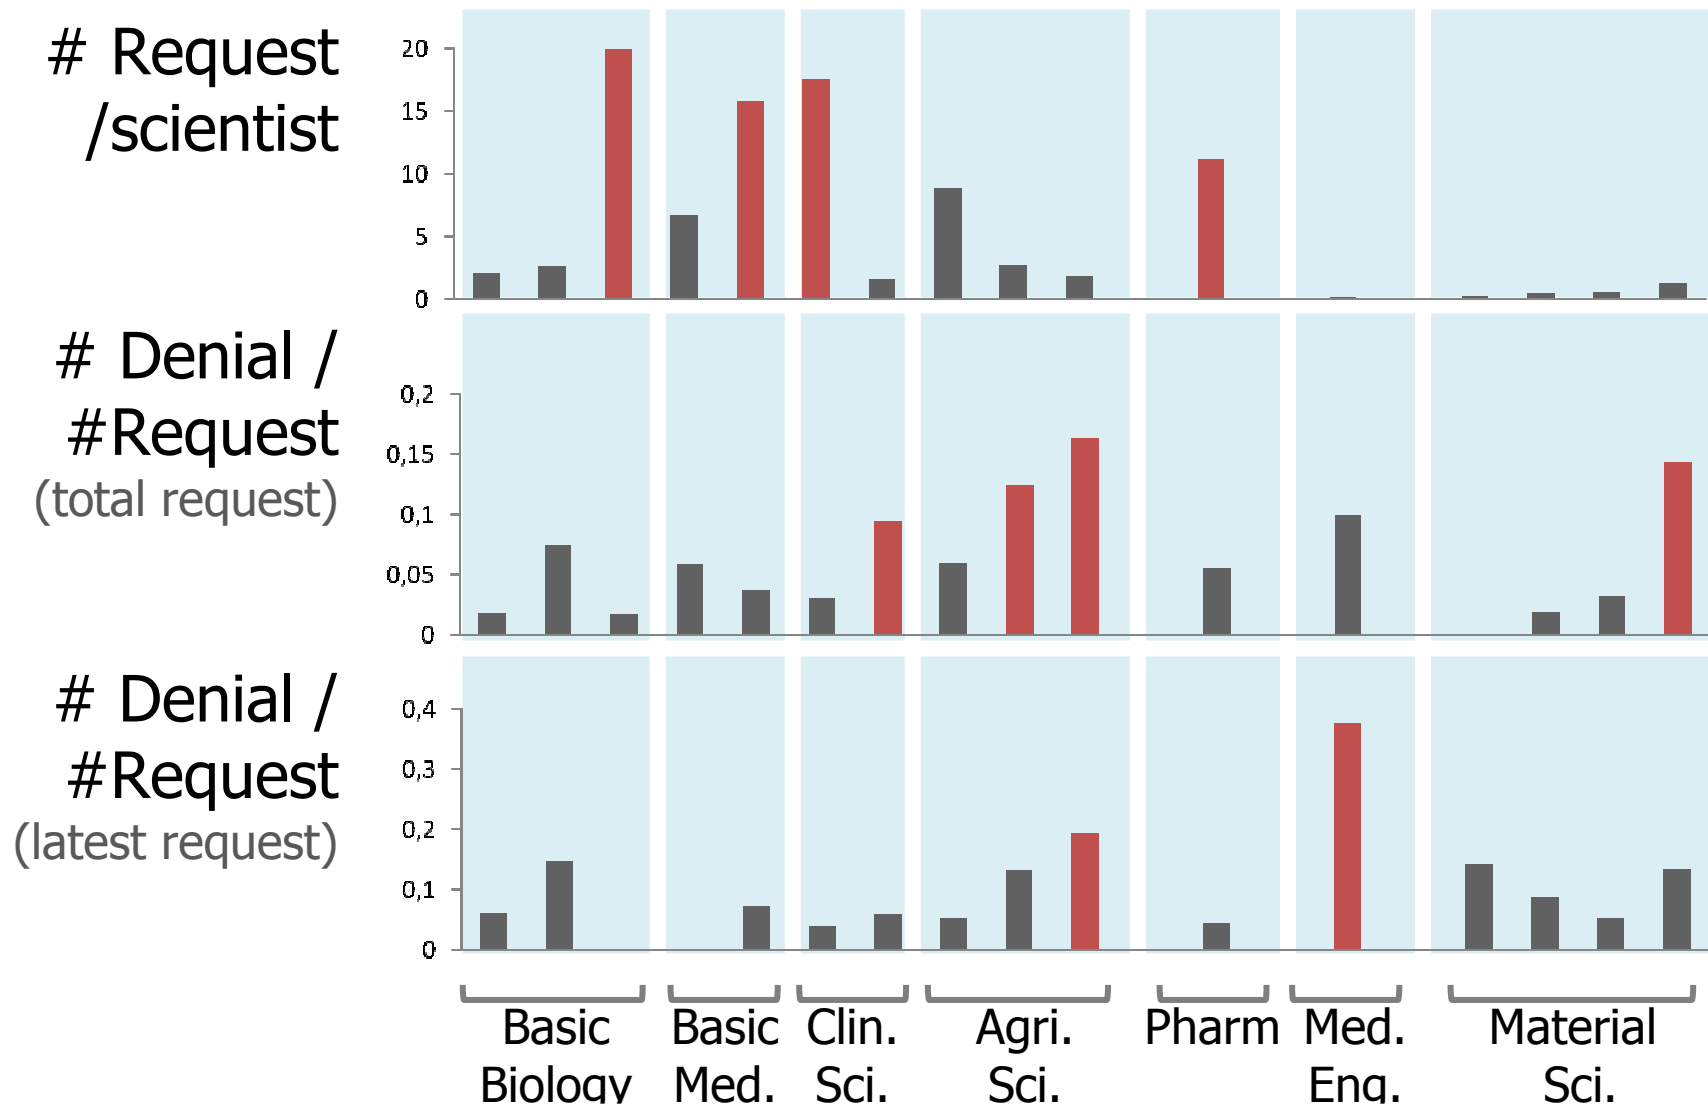 # Request
/scientist
20
15
10
5
0
# Denial /
#Request
(total request)
0,2
0,15
0,1
0,05
0
# Denial /
#Request
(latest request)
0,4
0,3
0,2
0,1
0
Basic Basic Clin. Agri. Pharm Med. Material
Biology Med. Sci. Sci. Eng. Sci.